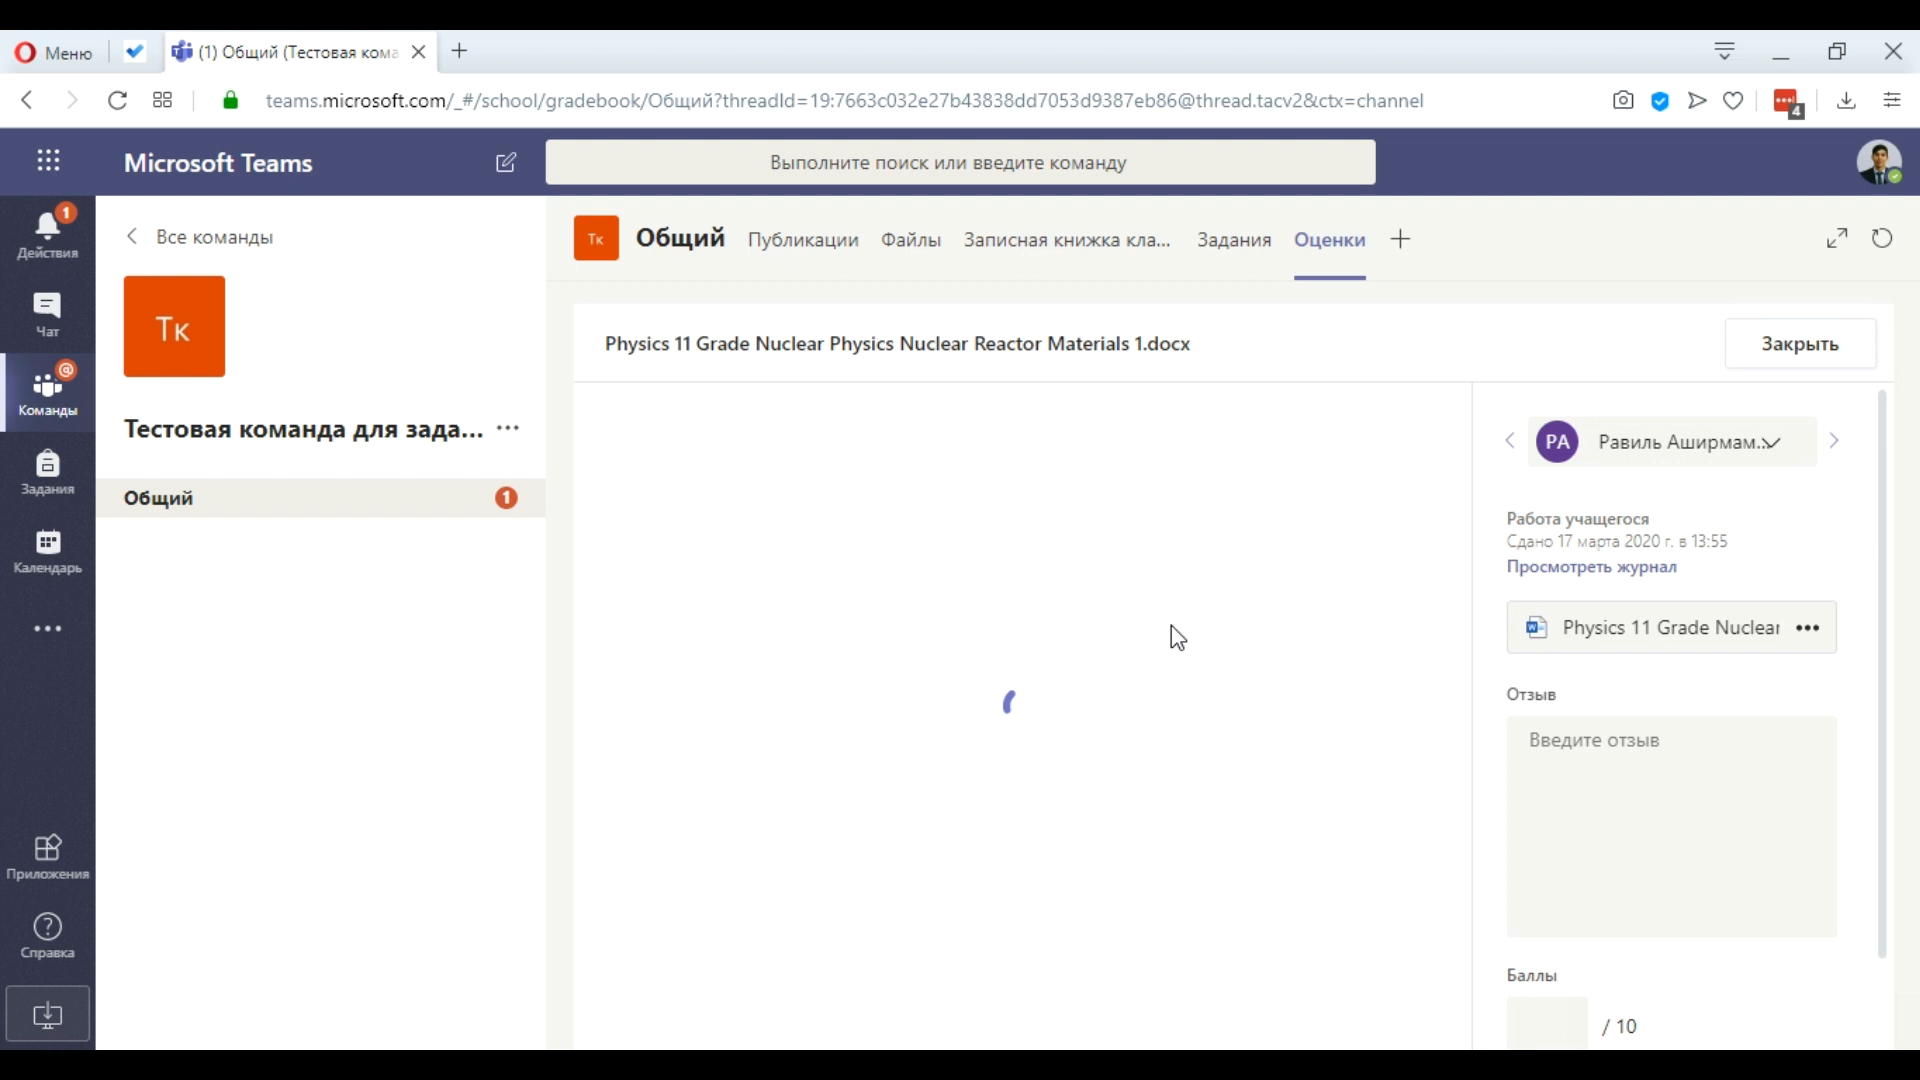 Меню
(1) Общий (Тестовая кома
teams.microsoft.com/_#/school/gradebook/Общий?threadId=19:7663c032e27b43838dd7053d9387eb86@thread.tacv2&ctx=channel
4
Microsoft Teams
Выполните поиск или введите команду
1
Действия
Чат
@
Команды
Задания
Календарь
Приложения
Справка
Все команды
Тк
Тестовая команда для зада...
Общий
1
Тк
Общий
Публикации
Файлы
Записная книжка кла...
Задания
Оценки
Physics 11 Grade Nuclear Physics Nuclear Reactor Materials 1.docx
Закрыть
РА
Равиль Аширмам...
Работа учащегося
Сдано 17 марта 2020 г. в 13:55
Просмотреть журнал
Physics 11 Grade Nuclear
Отзыв
Введите отзыв
Баллы
/ 10